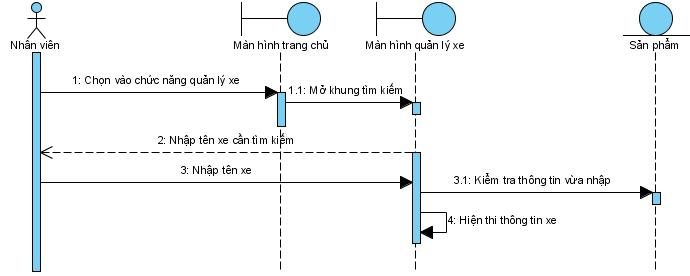 Nhân viên
Màn hình trang chủ
Màn hình quản lý xe
Sản phẩm
1: Chọn vào chức năng quản lý xe
1.1: Mở khung tìm kiếm
2: Nhập tên xe cần tìm kiếm
3: Nhập tên xe
3.1: Kiểm tra thông tin vừa nhập
4: Hiện thi thông tin xe